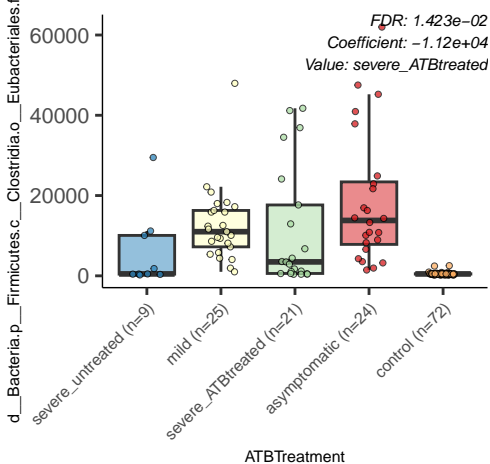 d__Bacteria.p__Firmicutes.c__Clostridia.o__Eubacteriales.f
FDR: 1.423e−02
Coefficient: −1.12e+04
Value: severe_ATBtreated
60000
40000
20000
0
severe_untreated (n=9)
mild (n=25)
severe_ATBtreated (n=21)
asymptomatic (n=24)
control (n=72)
ATBTreatment